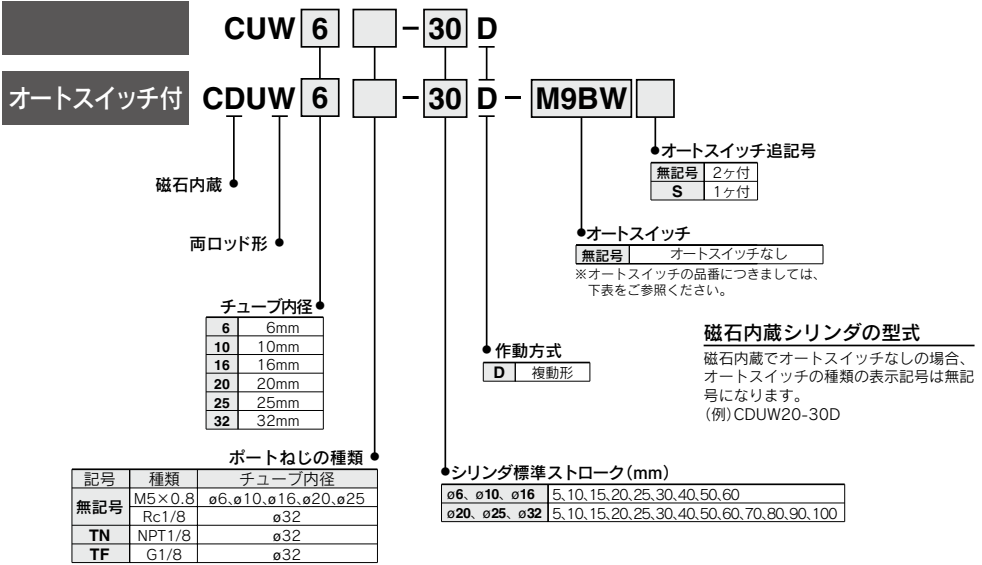 CUW 6 - 30 D
オートスイッチ付 CDUW 6 - 30 D - M9BW
オートスイッチ追記号
無記号 2ヶ付
S 1ヶ付
磁石内蔵
両ロッド形
オートスイッチ
無記号 オートスイッチなし
※オートスイッチの品番につきましては、
下表をご参照ください。
チューブ内径
6 6mm
10 10mm
16 16mm
20 20mm
25 25mm
32 32mm
作動方式
D 複動形
磁石内蔵シリンダの型式
磁石内蔵でオートスイッチなしの場合、
オートスイッチの種類の表示記号は無記
号になります。
(例)CDUW20-30D
ポートねじの種類
記号 種類 チューブ内径
無記号 M5×0.8 ø6、ø10、ø16、ø20、ø25
Rc1/8 ø32
TN NPT1/8 ø32
TF G1/8 ø32
シリンダ標準ストローク(mm)
ø6、ø10、ø16 5、10、15、20、25、30、40、50、60
ø20、ø25、ø32 5、10、15、20、25、30、40、50、60、70、80、90、100